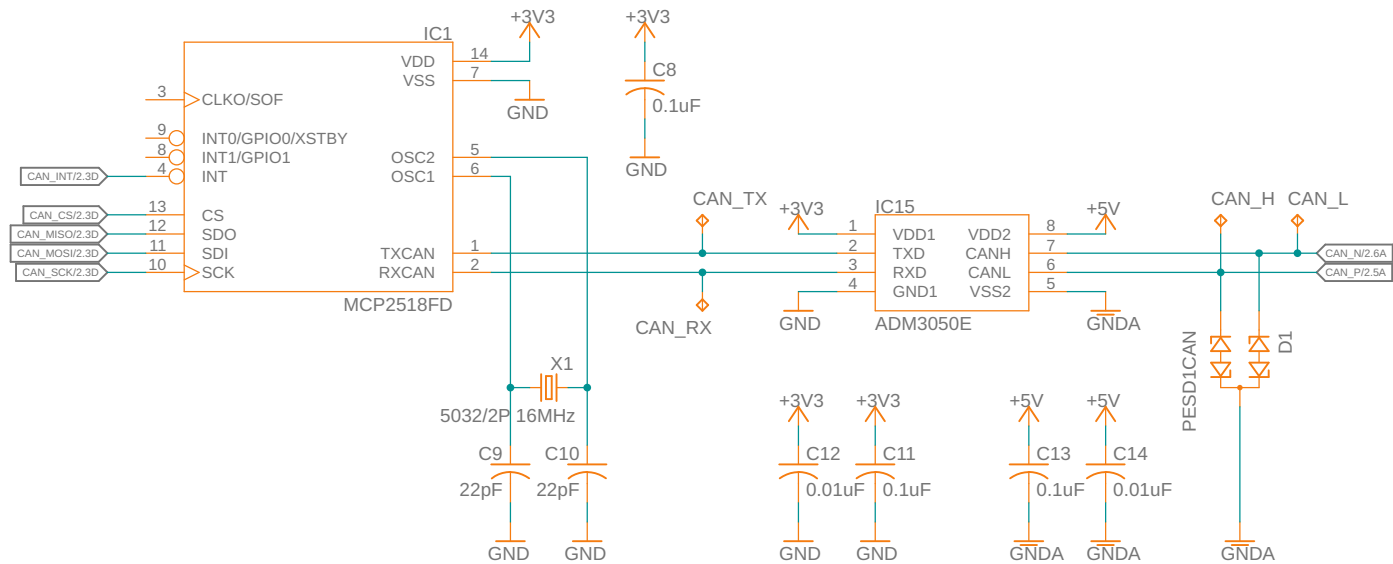 +3V3
+3V3
IC1
VDD
14
VSS
7
C8
3
CLKO/SOF
0.1uF
GND
9
INT0/GPIO0/XSTBY
8
INT1/GPIO1
OSC2
5
CAN_INT/2.3D
4
INT
OSC1
6
GND
CAN_TX
+3V3
IC15
+5V
CAN_H
CAN_L
CAN_CS/2.3D
13
CS
CAN_MISO/2.3D
12
SDO
1
VDD1
VDD2
8
CAN_MOSI/2.3D
11
SDI
TXCAN
1
2
TXD
CANH
7
CAN_N/2.6A
CAN_SCK/2.3D
10
SCK
RXCAN
2
3
RXD
CANL
6
CAN_P/2.5A
4
GND1
VSS2
5
MCP2518FD
CAN_RX
GND
ADM3050E
GNDA
PESD1CAN
D1
X1
5032/2P 16MHz
+3V3
+3V3
+5V
+5V
C9
C10
C12
C11
C13
C14
22pF
22pF
0.01uF
0.1uF
0.1uF
0.01uF
GND
GND
GND
GND
GNDA
GNDA
GNDA